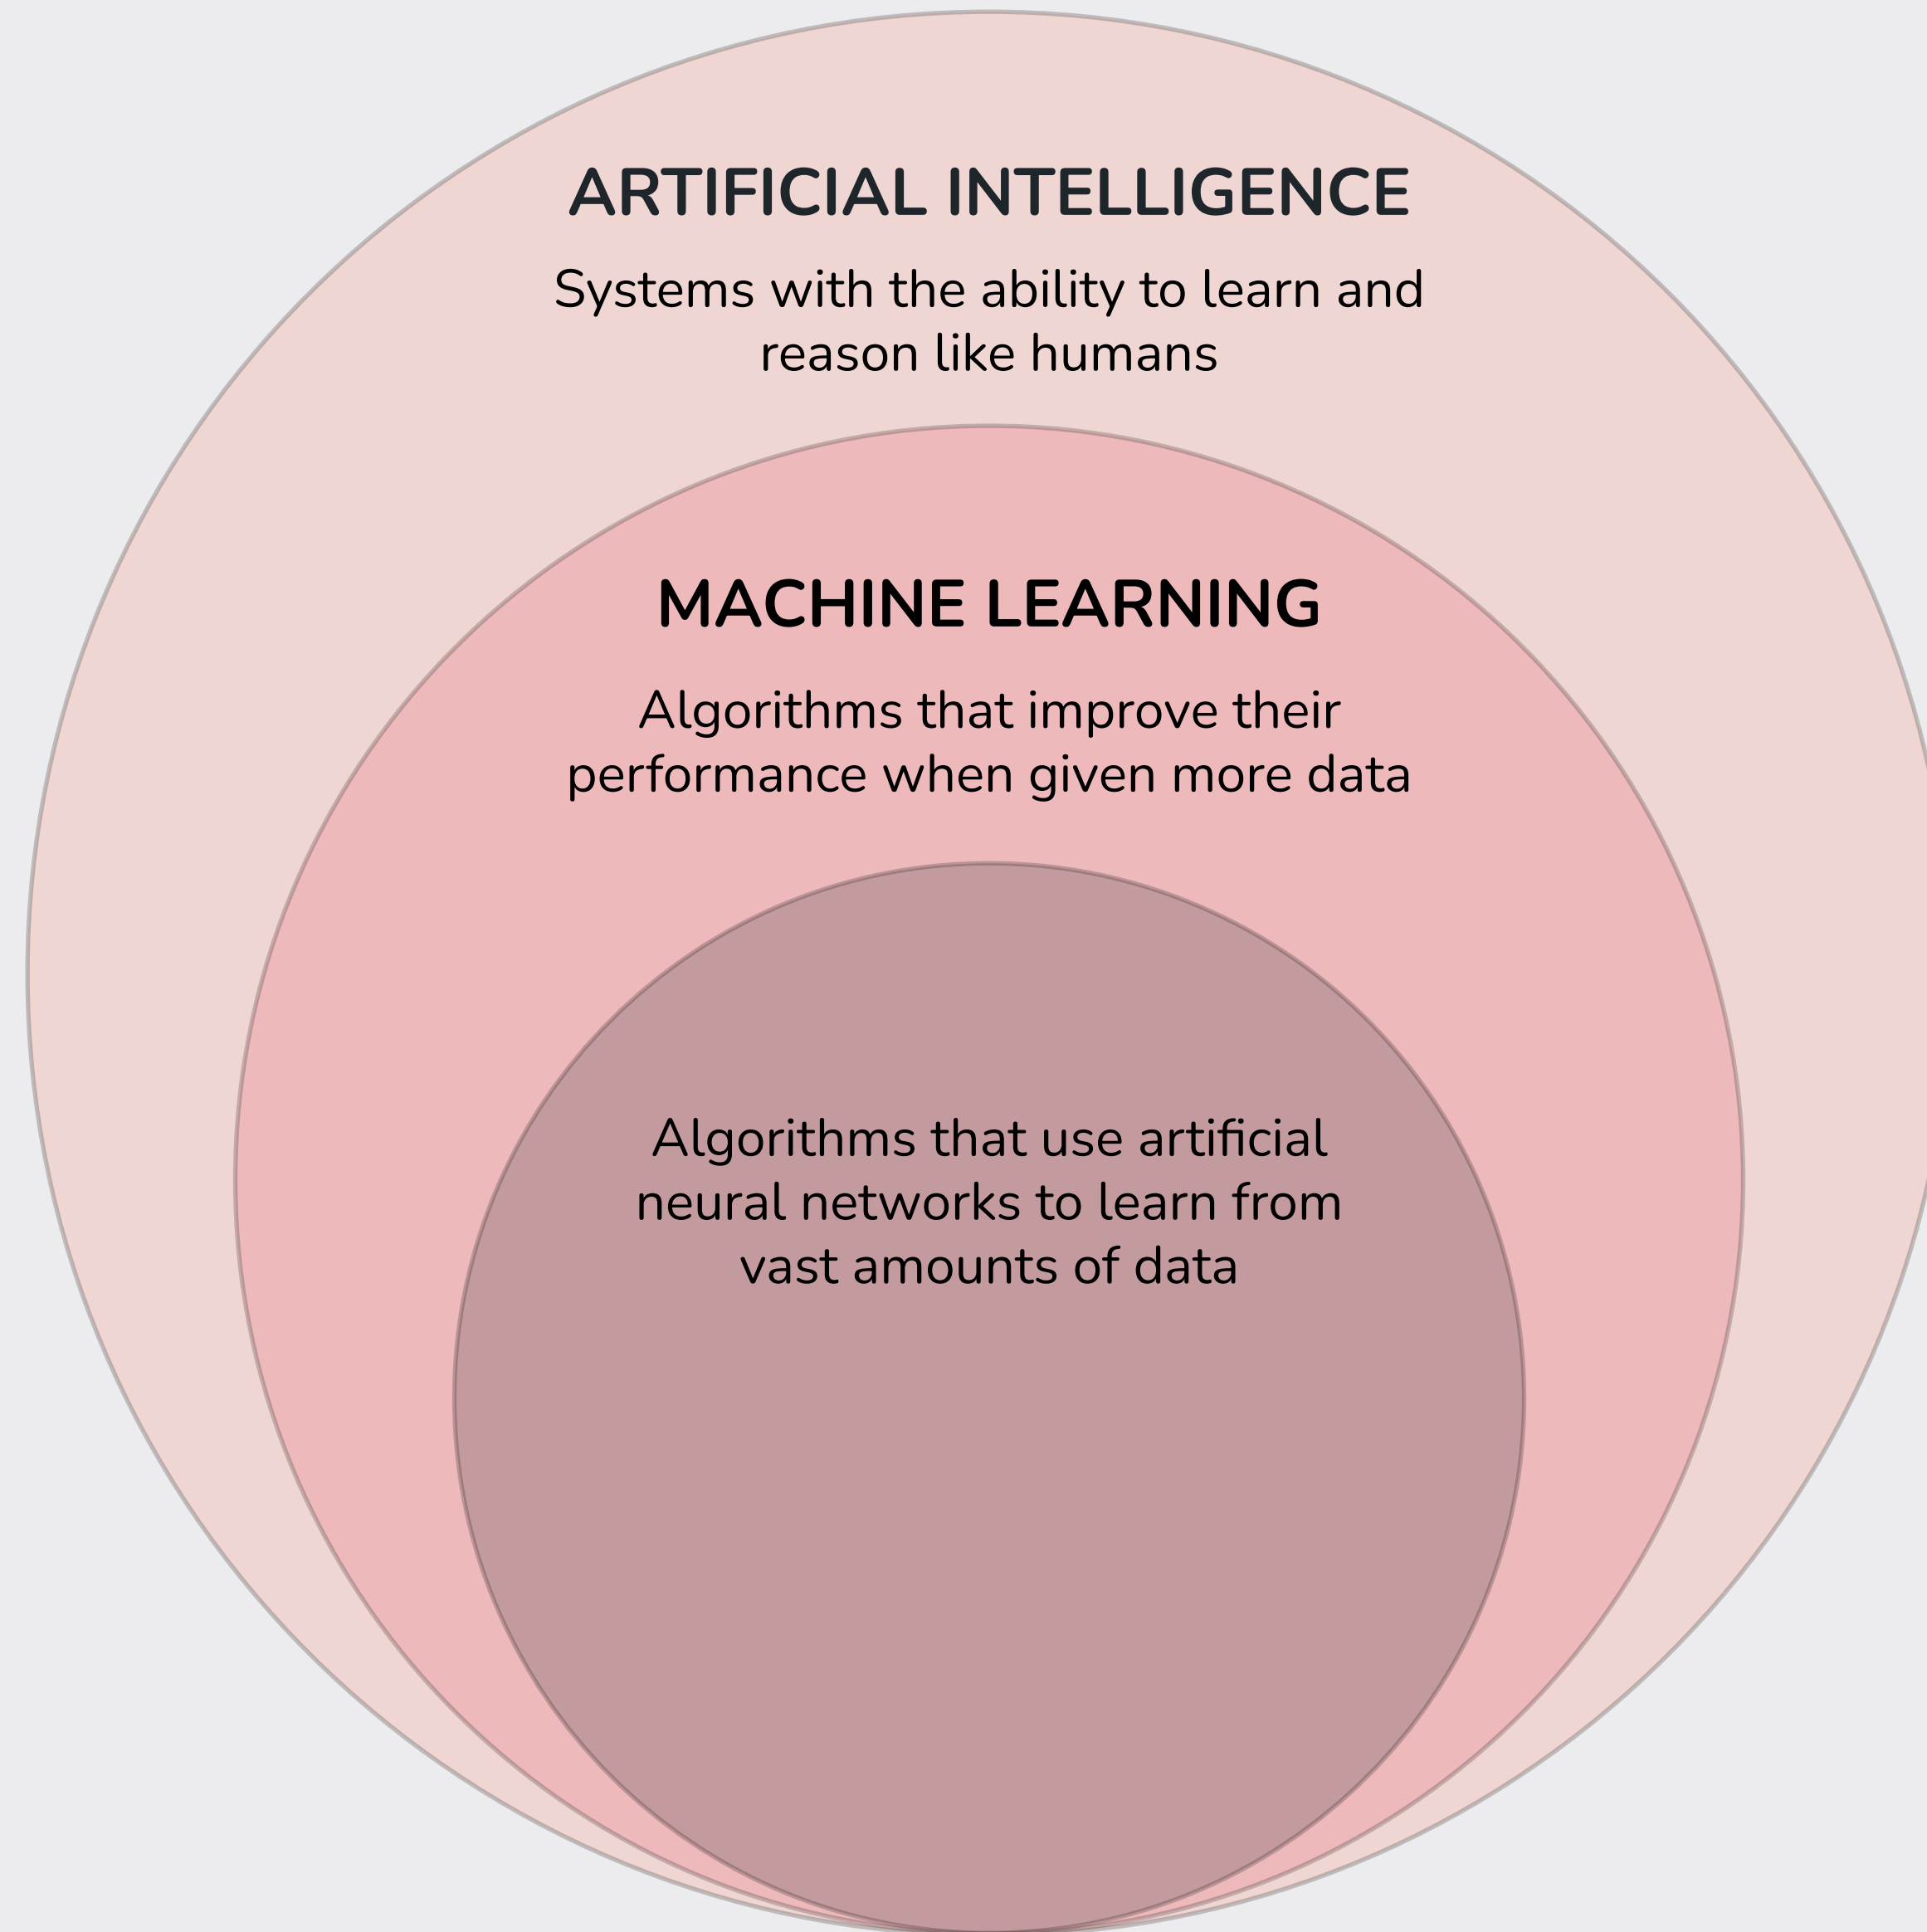 ARTIFICIAL INTELLIGENCE
Systems with the ability to learn and
reason like humans
MACHINE LEARNING
Algorithms that improve their
performance when given more data
Algorithms that use artificial
neural networks to learn from
vast amounts of data